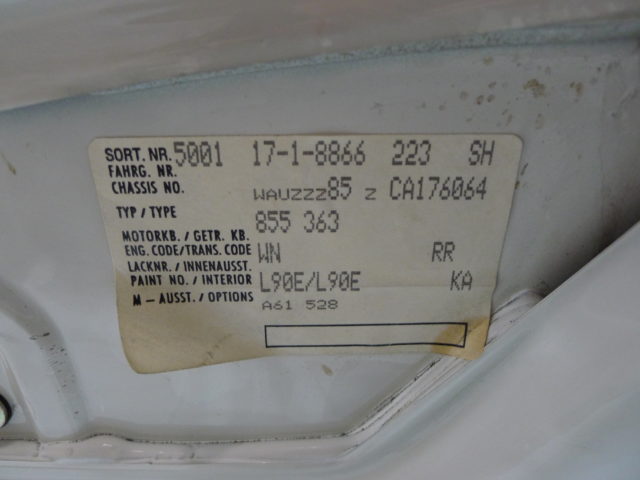 SORT. NR. 5001 17-1-8866 223 SH
FAHRG. NR.
CHASSIS NO. WAUZZZ85 Z CA176064
TYP / TYPE 855 363
MOTORKB. / GETR. KB.
ENG. CODE/TRANS. CODE WN RR
LACKNR. / INNENAUSST.
PAINT NO. / INTERIOR L90E/L90E KA
M – AUSST. / OPTIONS A61 528